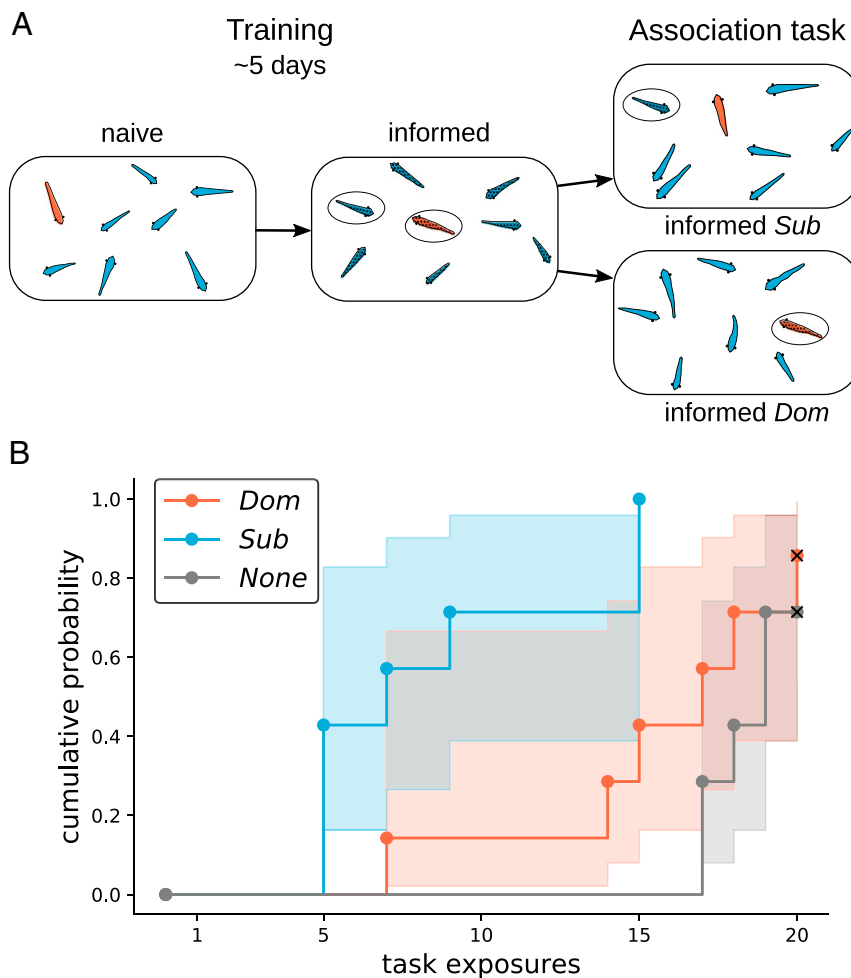 A
Training
~5 days
Association task
naive
informed
informed Sub
informed Dom
B
Dom
Sub
None
cumulative probability
1.0
0.8
0.6
0.4
0.2
0.0
1
5
10
15
20
task exposures